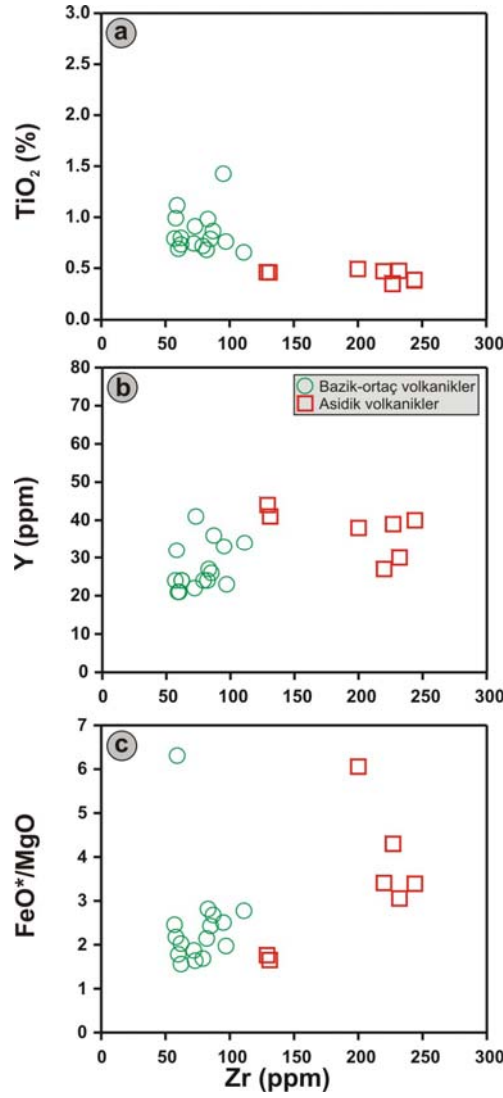 a
TiO₂ (%)
3.0
2.5
2.0
1.5
1.0
0.5
0.0
0 50 100 150 200 250 300
b
Bazik-ortaç volkanikler
Asidik volkanikler
Y (ppm)
80
70
60
50
40
30
20
10
0
0 50 100 150 200 250 300
c
FeO*/MgO
7
6
5
4
3
2
1
0
0 50 100 150 200 250 300
Zr (ppm)